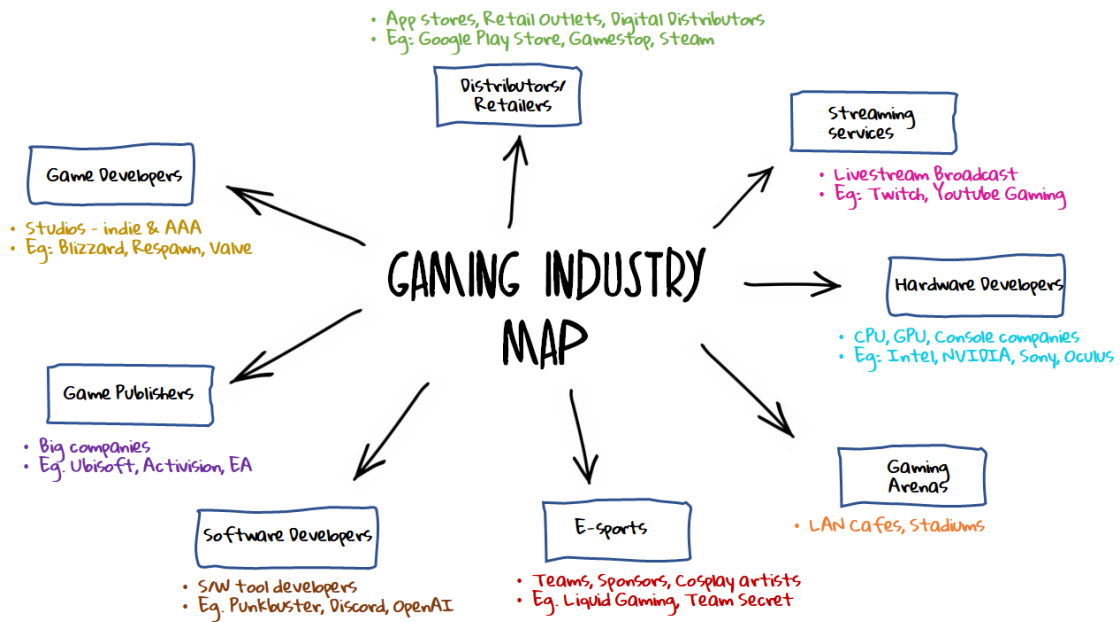 • App stores, Retail Outlets, Digital Distributors
• Eg: Google Play Store, Gamestop, Steam
Distributors/
Retailers
Streaming
services
• Livestream Broadcast
• Eg: Twitch, Youtube Gaming
Game Developers
• Studios - indie & AAA
• Eg: Blizzard, Respawn, Valve
GAMING INDUSTRY
MAP
Hardware Developers
• CPU, GPU, Console companies
• Eg: Intel, NVIDIA, Sony, Oculus
Game Publishers
• Big companies
• Eg. Ubisoft, Activision, EA
Gaming
Arenas
• LAN Cafes, Stadiums
Software Developers
• S/W tool developers
• Eg. Punkbuster, Discord, OpenAI
E-sports
• Teams, Sponsors, Cosplay artists
• Eg. Liquid Gaming, Team Secret